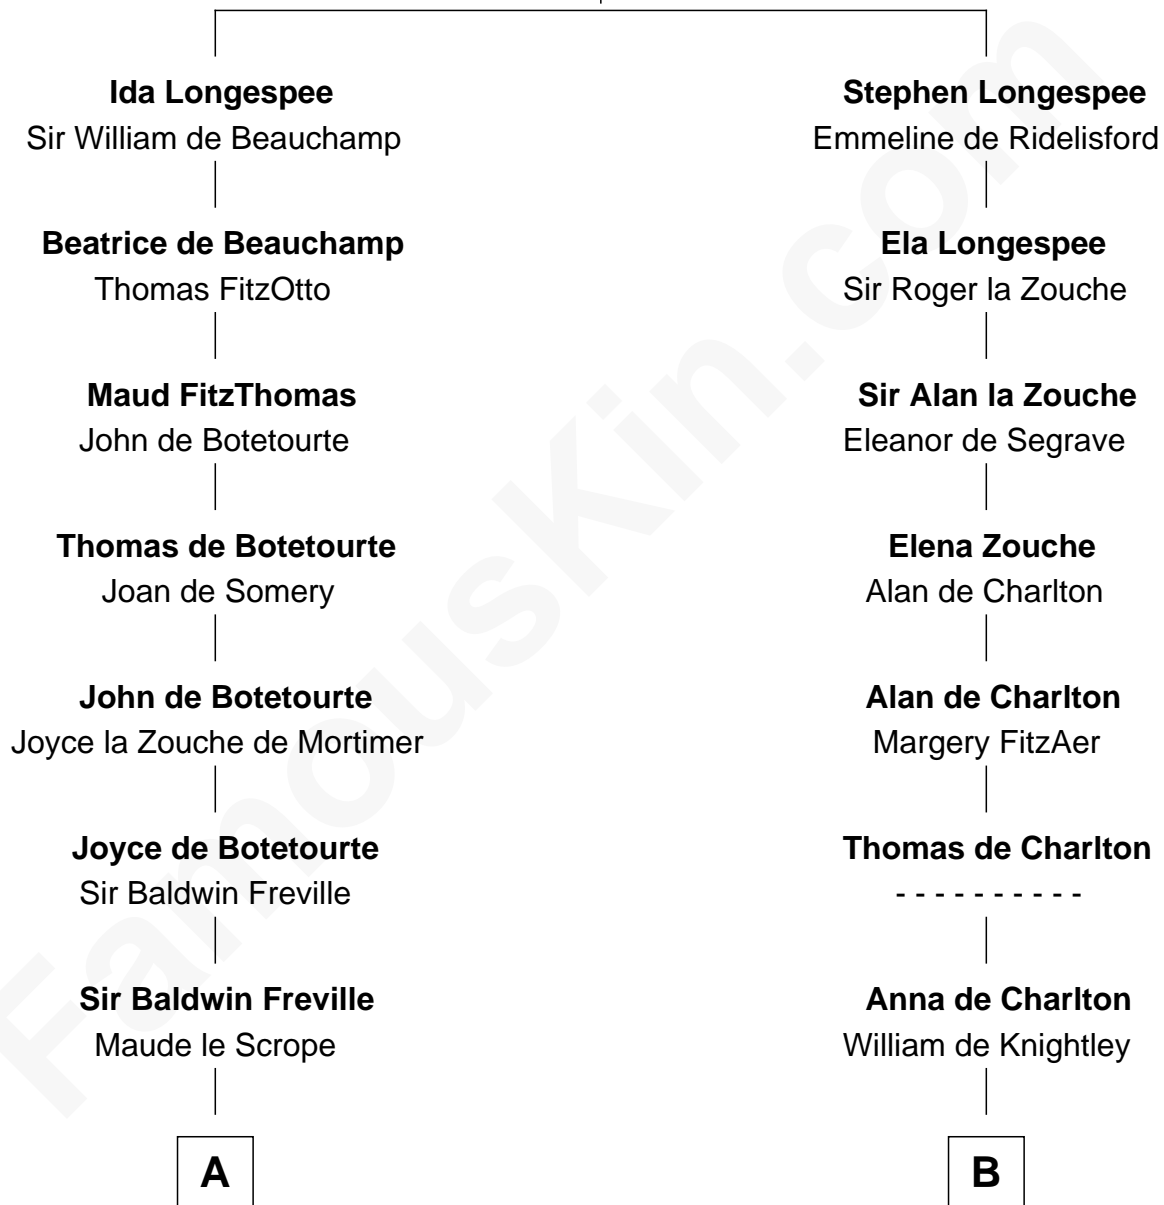 Ida Longespee
Sir William de Beauchamp
Beatrice de Beauchamp
Thomas FitzOtto
Maud FitzThomas
John de Botetourte
Thomas de Botetourte
Joan de Somery
John de Botetourte
Joyce la Zouche de Mortimer
Joyce de Botetourte
Sir Baldwin Freville
Sir Baldwin Freville
Maude le Scrope
A
Stephen Longespee
Emmeline de Ridelisford
Ela Longespee
Sir Roger la Zouche
Sir Alan la Zouche
Eleanor de Segrave
Elena Zouche
Alan de Charlton
Alan de Charlton
Margery FitzAer
Thomas de Charlton
- - - - - - - - - -
Anna de Charlton
William de Knightley
B
FamousKin.com